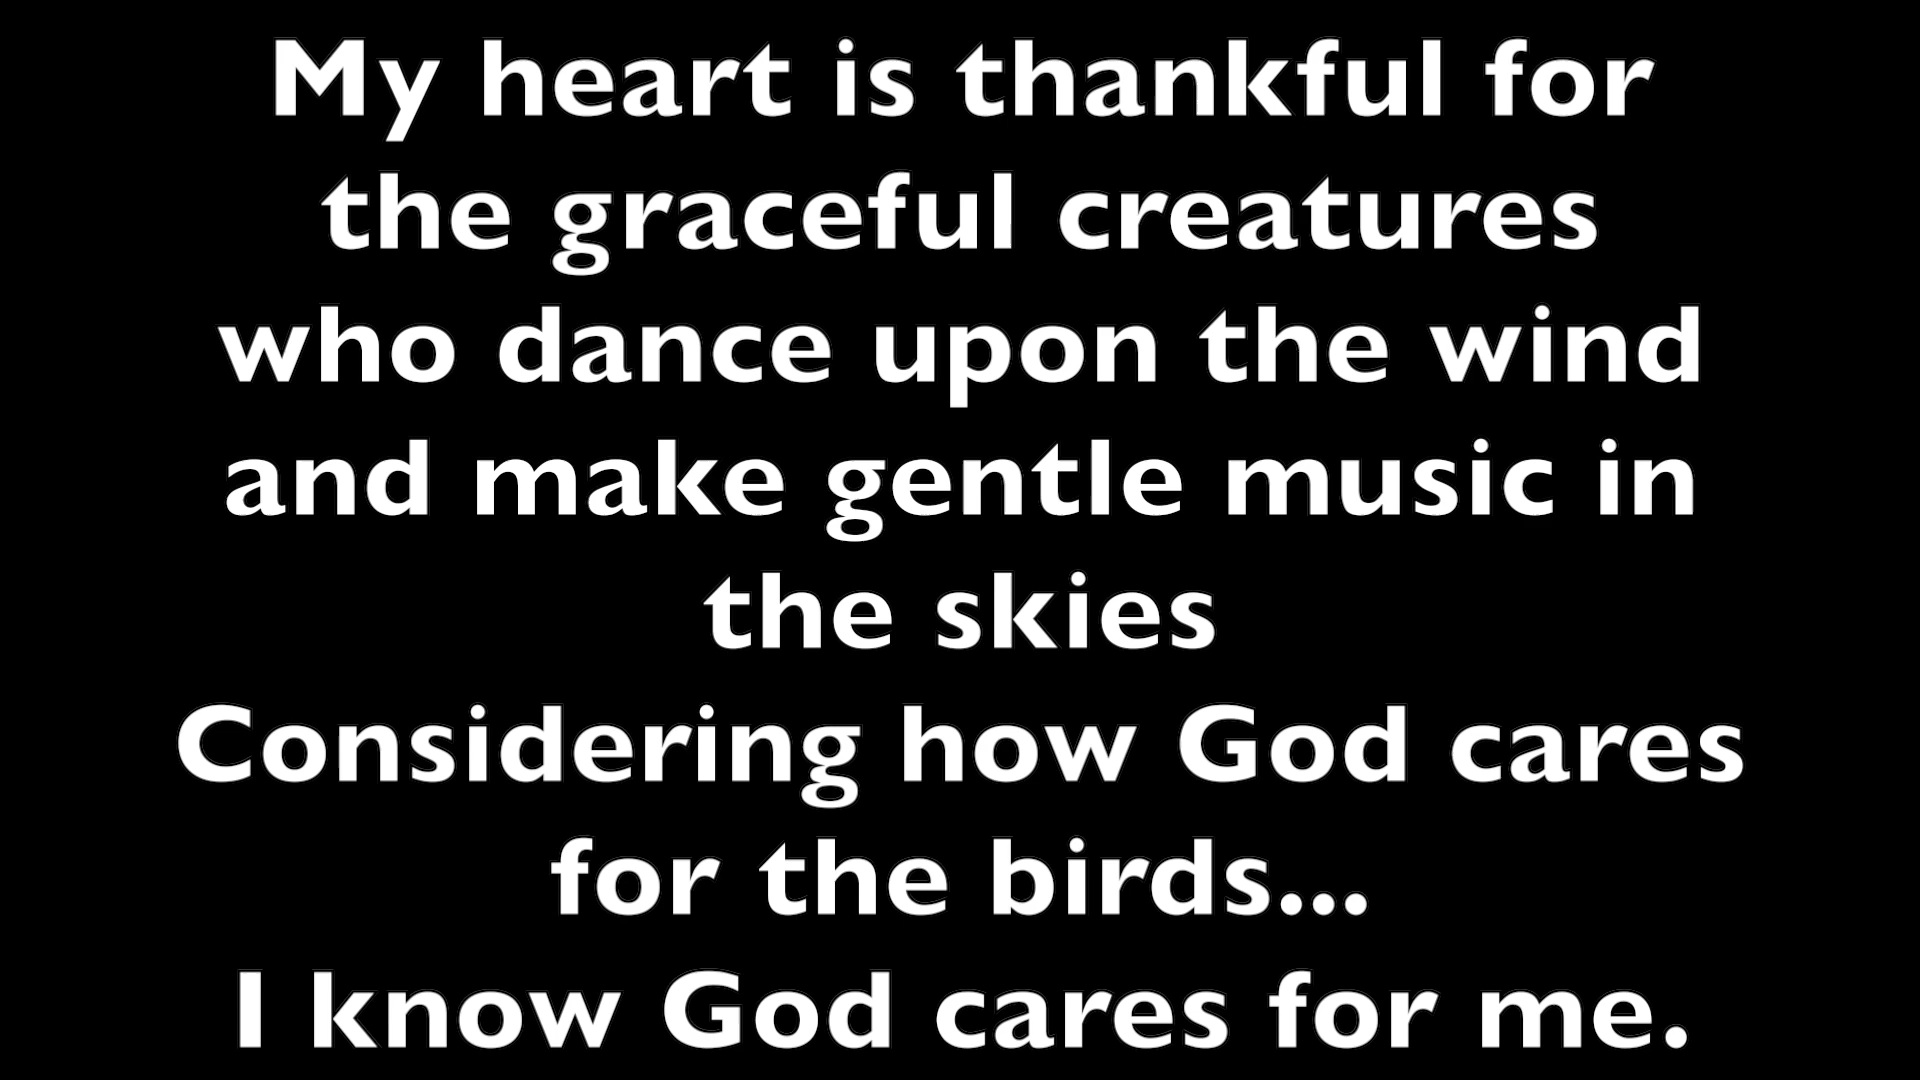 My heart is thankful for
the graceful creatures
who dance upon the wind
and make gentle music in
the skies
Considering how God cares
for the birds...
I know God cares for me.